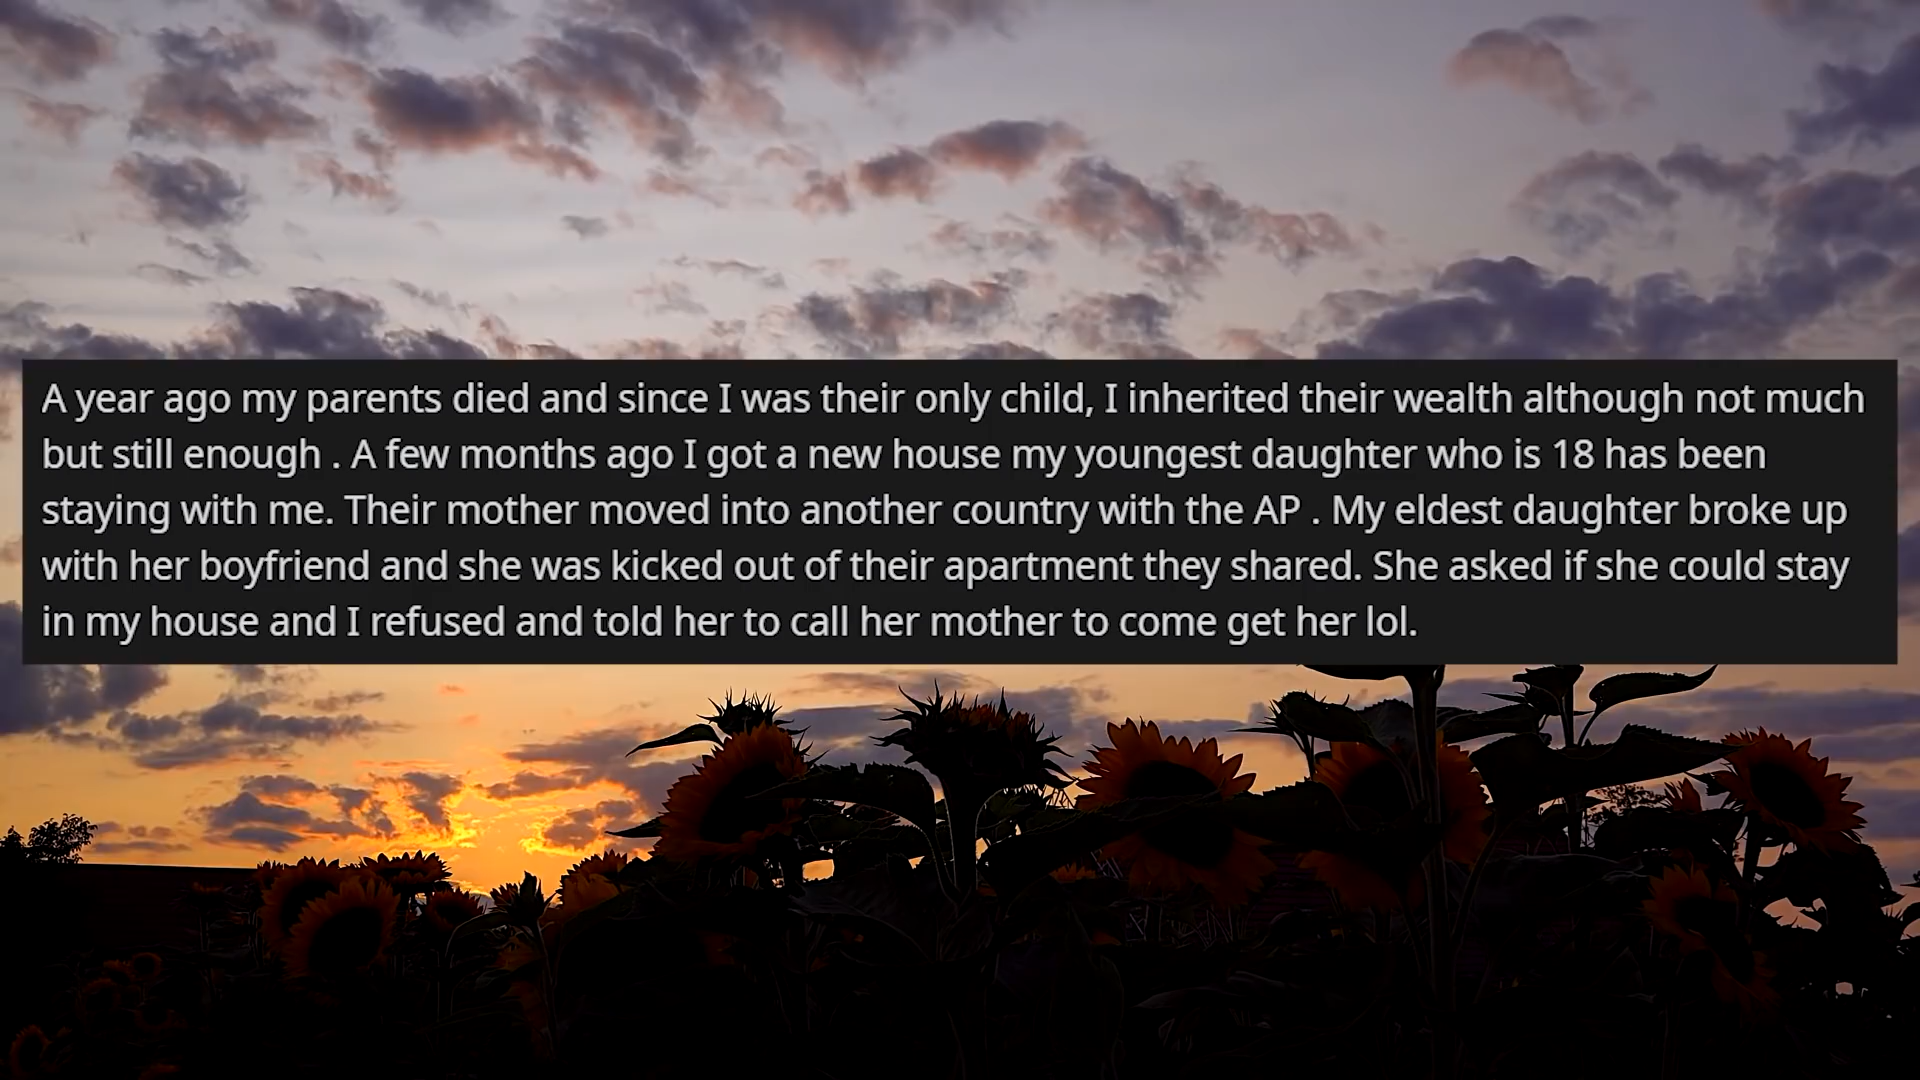 A year ago my parents died and since I was their only child, I inherited their wealth although not much
but still enough . A few months ago I got a new house my youngest daughter who is 18 has been
staying with me. Their mother moved into another country with the AP . My eldest daughter broke up
with her boyfriend and she was kicked out of their apartment they shared. She asked if she could stay
in my house and I refused and told her to call her mother to come get her lol.